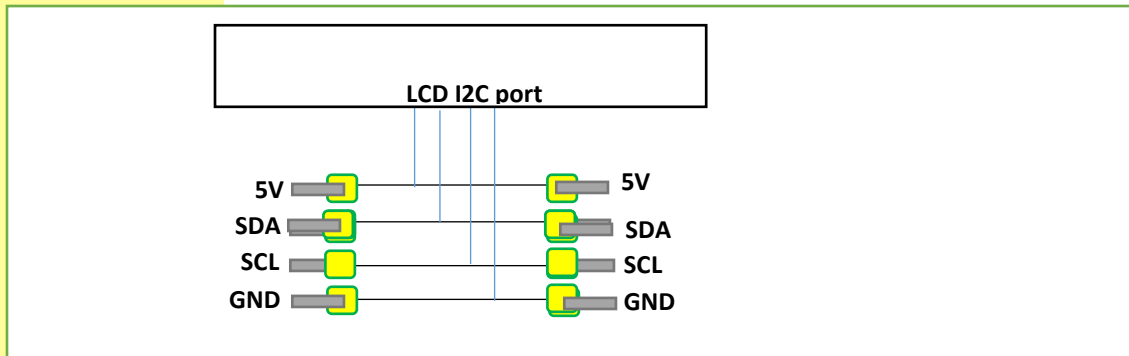 LCD I2C port
5V 5V
SDA SDA
SCL SCL
GND GND